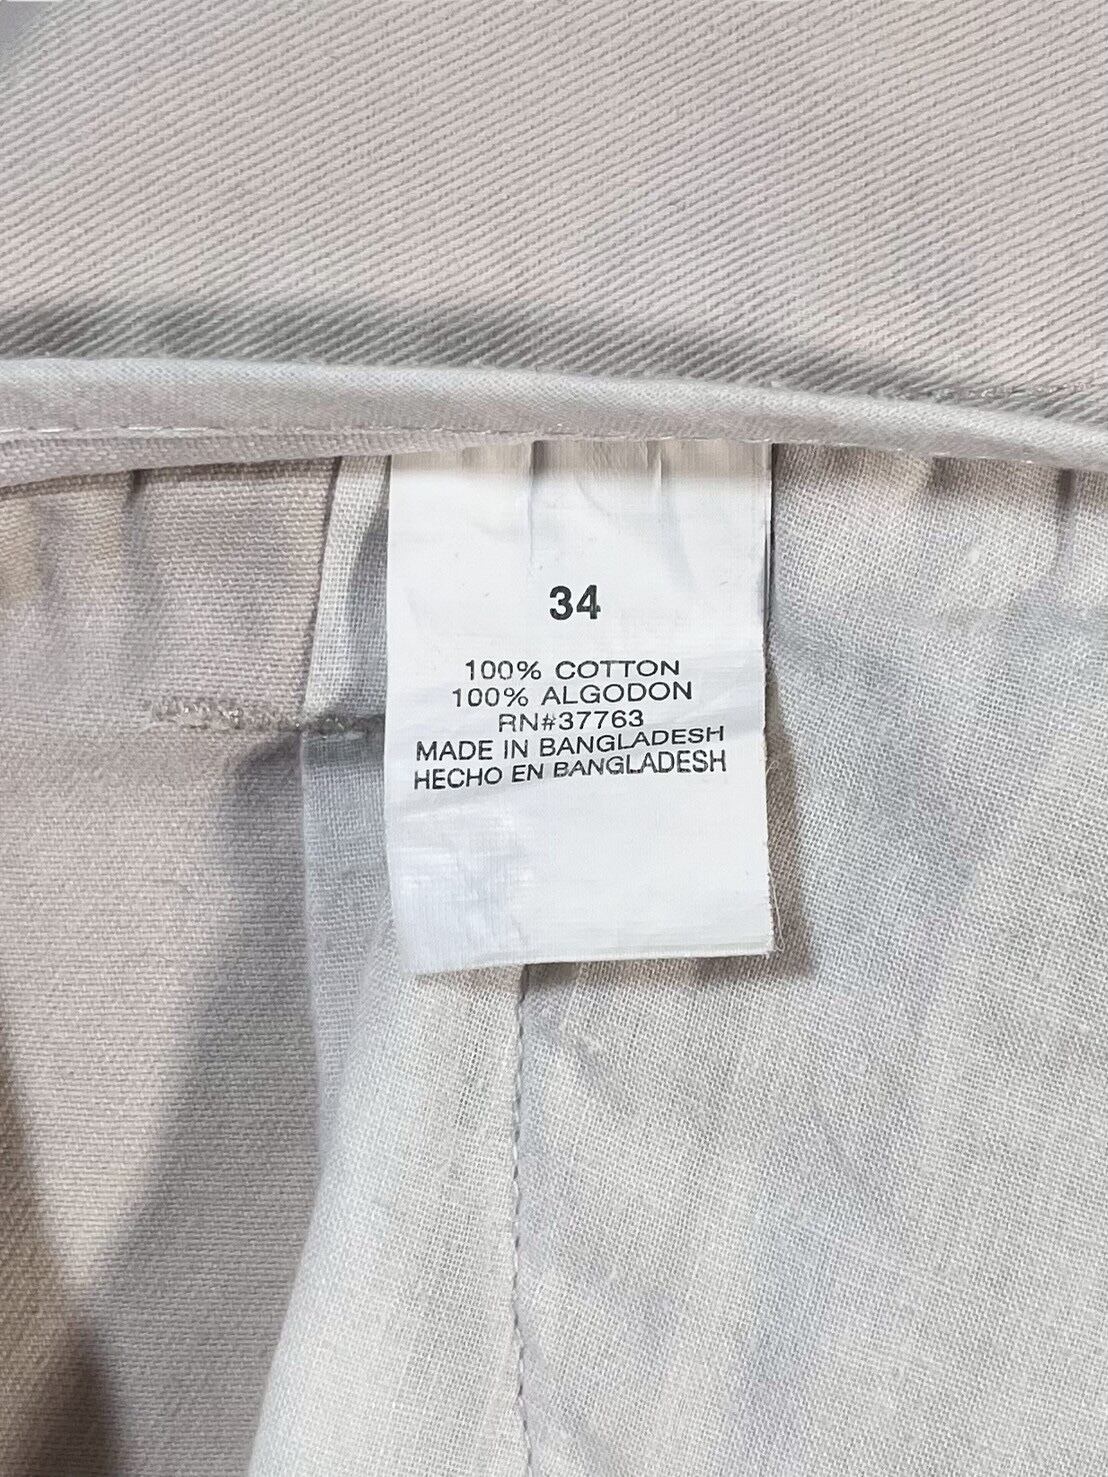 34
100% COTTON
100% ALGODON
RN#37763
MADE IN BANGLADESH
HECHO EN BANGLADESH